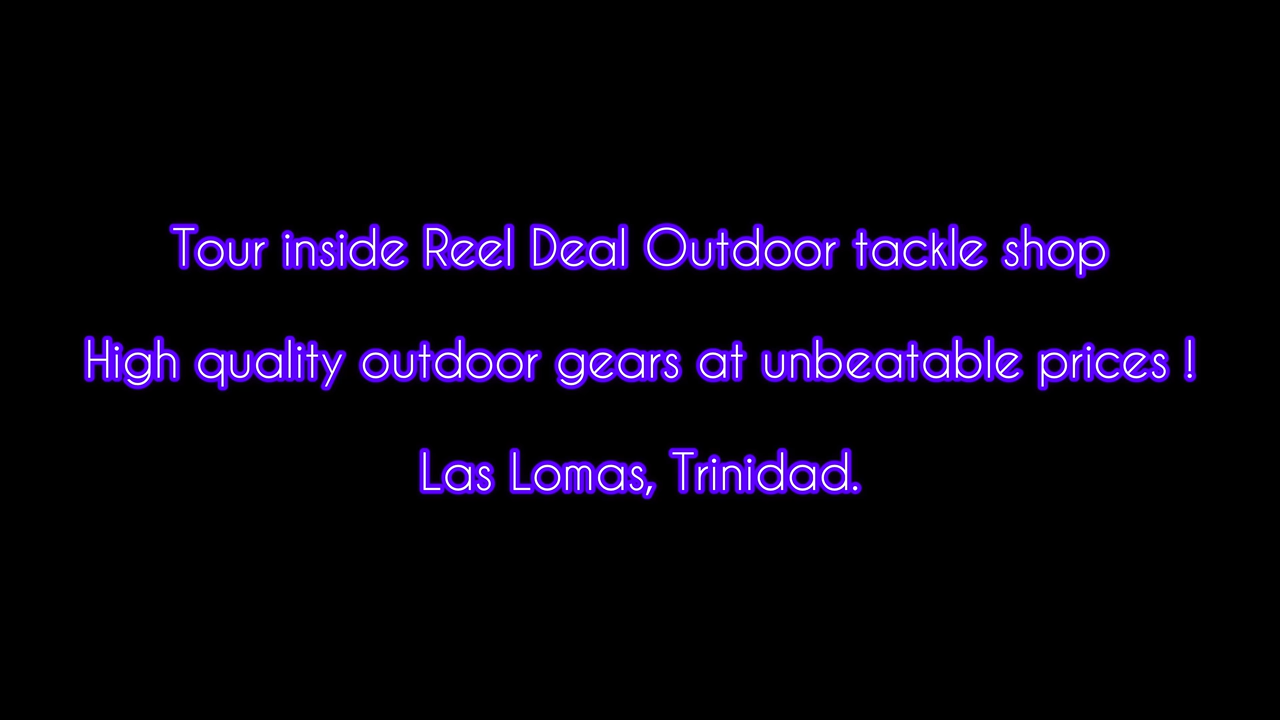 Tour inside Reel Deal Outdoor tackle shop
High quality outdoor gears at unbeatable prices !
Las Lomas, Trinidad.